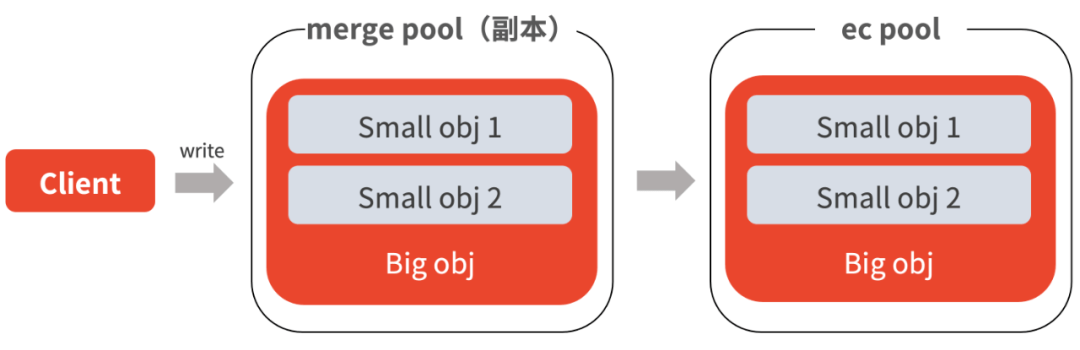 merge pool（副本）
ec pool
Client
write
Small obj 1
Small obj 2
Big obj
Small obj 1
Small obj 2
Big obj